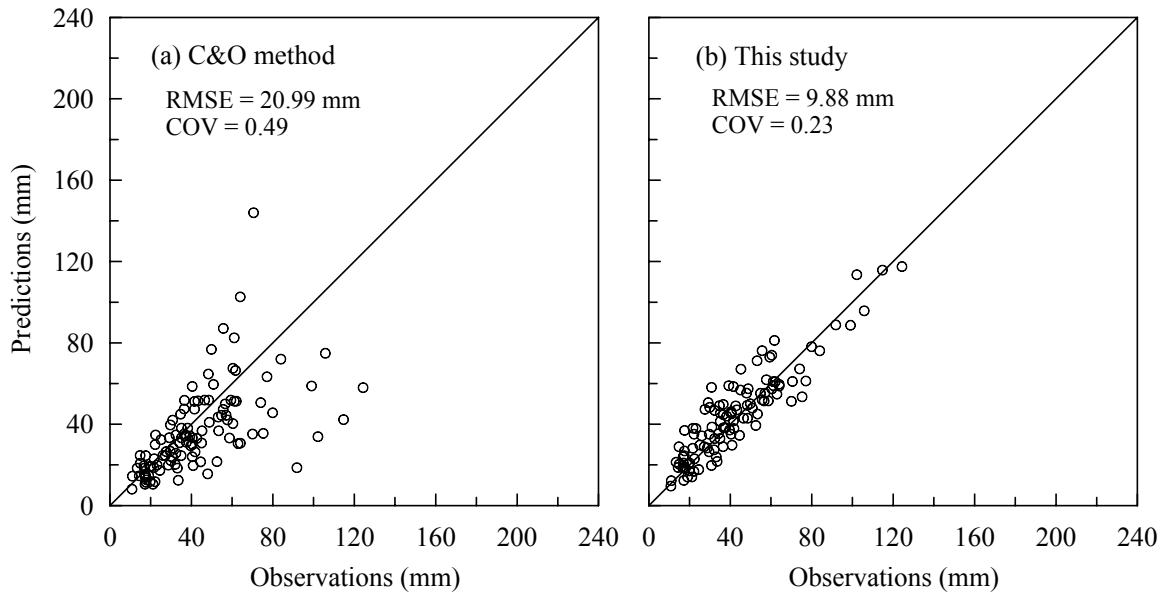 (a) C&O method
RMSE = 20.99 mm
COV = 0.49
Predictions (mm)
240
200
160
120
80
40
0
0 40 80 120 160 200 240
Observations (mm)
(b) This study
RMSE = 9.88 mm
COV = 0.23
0 40 80 120 160 200 240
Observations (mm)